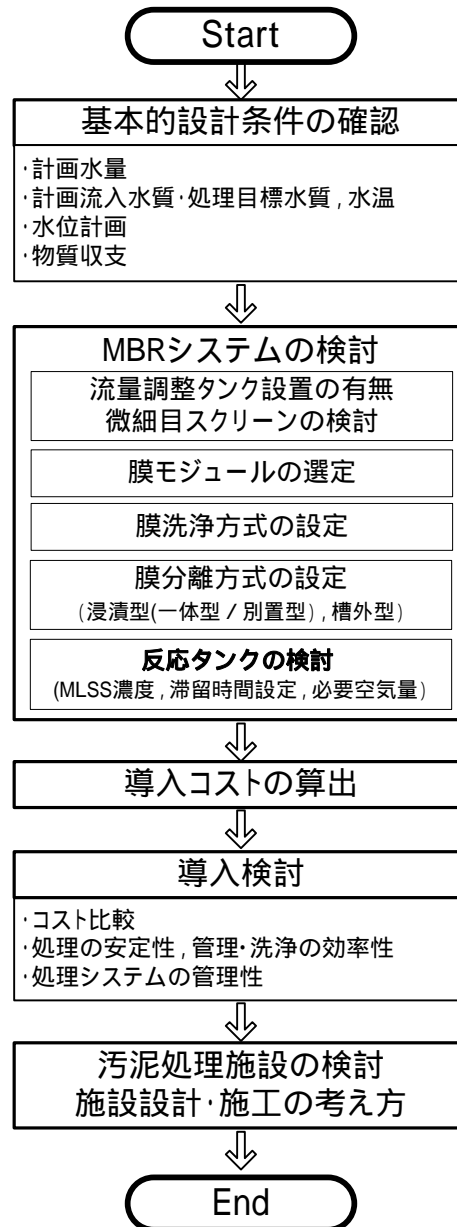 Start
基本的設計条件の確認
・計画水量
・計画流入水質・処理目標水質,水温
・水位計画
・物質収支
MBRシステムの検討
流量調整タンク設置の有無
微細目スクリーンの検討
膜モジュールの選定
膜洗浄方式の設定
膜分離方式の設定
(浸漬型(一体型/別置型),槽外型)
反応タンクの検討
(MLSS濃度,滞留時間設定,必要空気量)
導入コストの算出
導入検討
・コスト比較
・処理の安定性,管理・洗浄の効率性
・処理システムの管理性
汚泥処理施設の検討
施設設計・施工の考え方
End